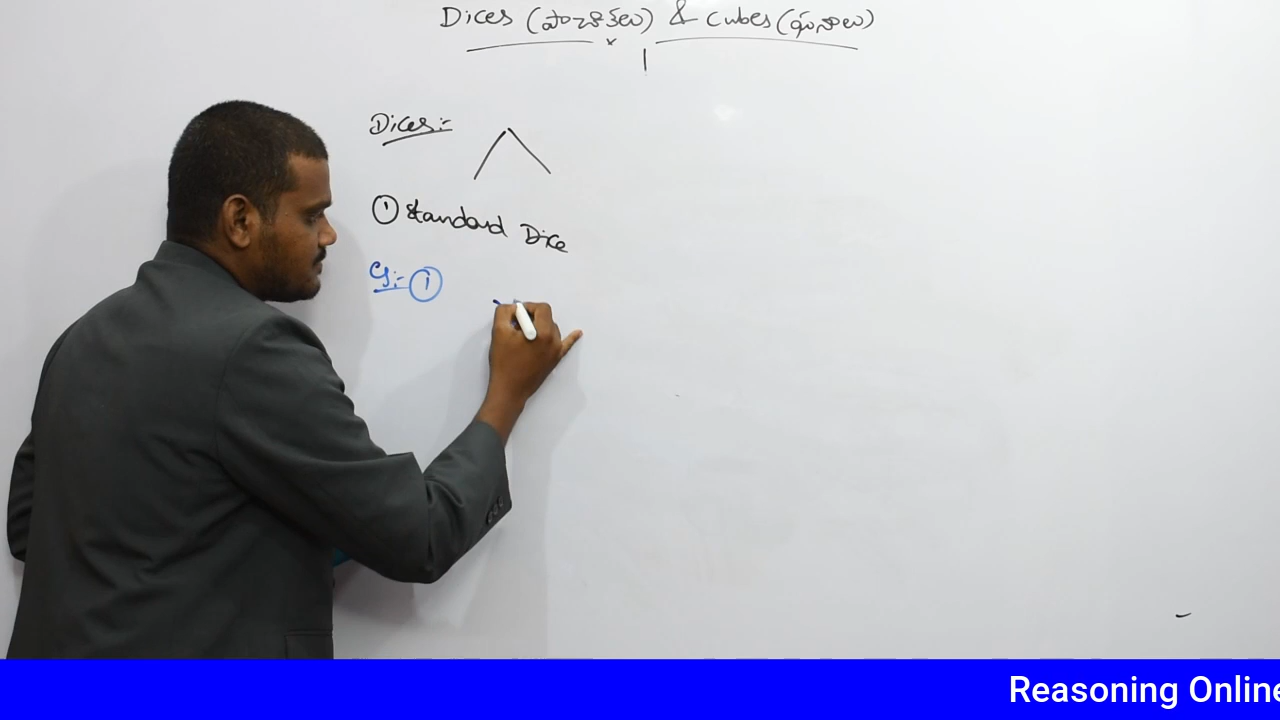 Dices (పాచికలు) & Cubes (ఘనాలు)
Dices:-
① Standard Dice
Eg:- ①
Reasoning Online